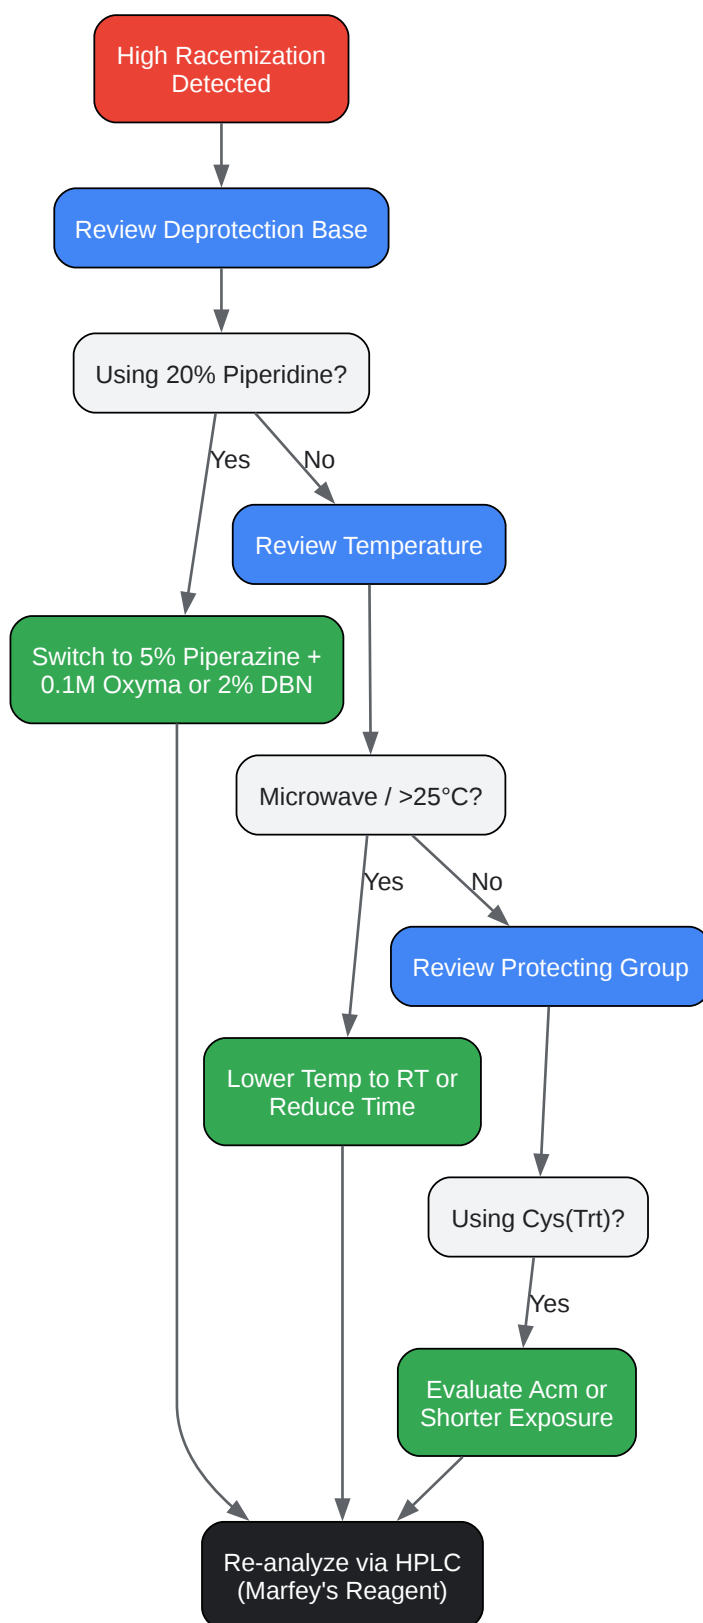 High Racemization
Detected
Review Deprotection Base
Using 20% Piperidine?
Yes
No
Review Temperature
Switch to 5% Piperazine +
0.1M Oxyma or 2% DBN
Microwave / >25°C?
Yes
No
Review Protecting Group
Lower Temp to RT or
Reduce Time
Using Cys(Trt)?
Yes
Evaluate Acm or
Shorter Exposure
Re-analyze via HPLC
(Marfey's Reagent)